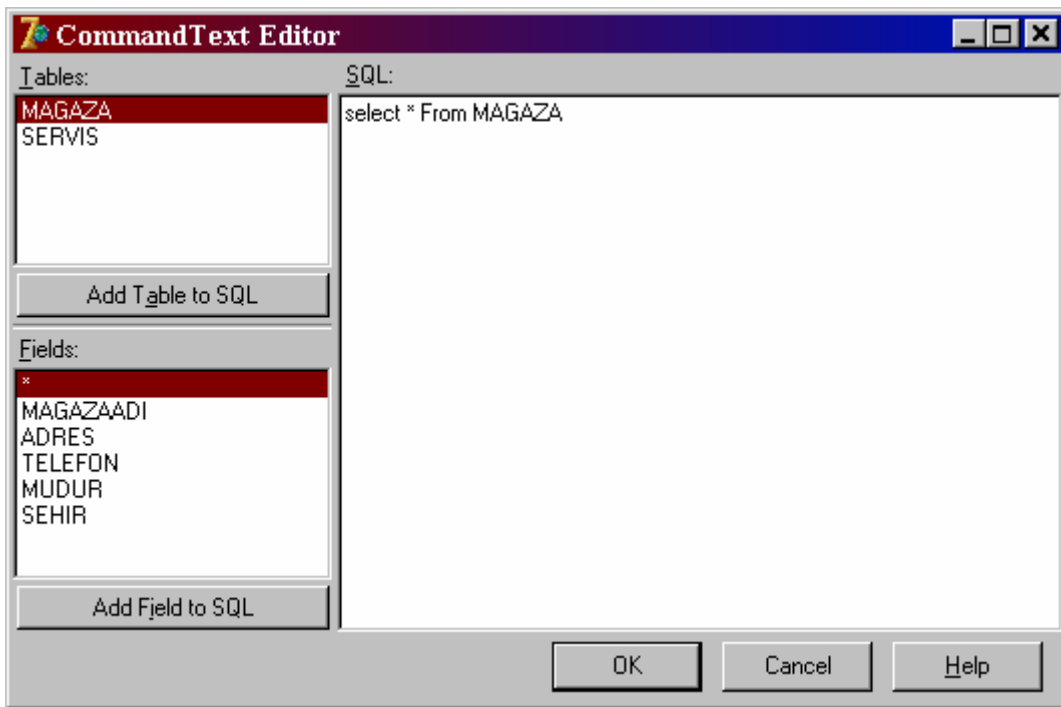 CommandText Editor
Tables:
MAGAZA
SERVIS
Add Table to SQL
Fields:
*
MAGAZAADI
ADRES
TELEFON
MUDUR
SEHIR
Add Field to SQL
SQL:
select * From MAGAZA
OK
Cancel
Help